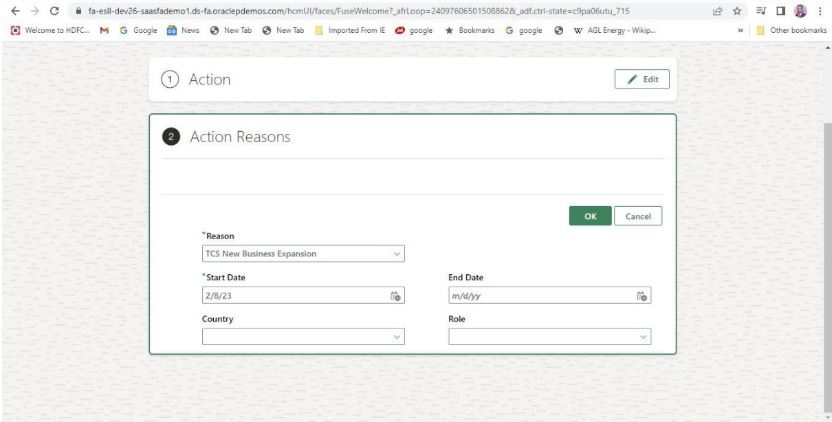 fa-esll-dev26-saasfademo1.ds-fa.oraclepdemos.com/hcmUI/faces/FuseWelcome?_afrLoop=24097606501508862&_adf.ctrl-state=c9pa06utu_715
Welcome to HDFC... Google News New Tab New Tab Imported From IE google Bookmarks google W AGL Energy - Wikip... » Other bookmarks
1 Action Edit
2 Action Reasons
OK Cancel
*Reason
TCS New Business Expansion
*Start Date End Date
2/8/23 m/d/yy
Country Role